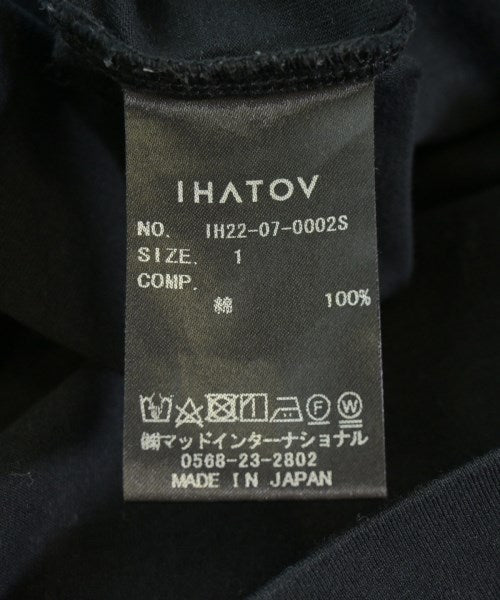 IHATOV
NO. IH22-07-0002S
SIZE. 1
COMP.
綿 100%
Ⓕ Ⓦ
㈱マッドインターナショナル
0568-23-2802
MADE IN JAPAN